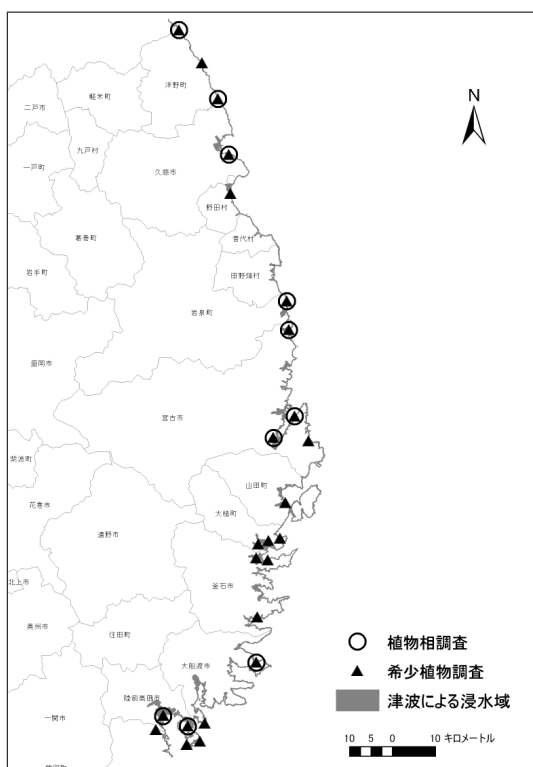 洋野町
軽米町
二戸市
九戸村
一戸町
久慈市
野田村
葛巻町
普代村
田野畑村
岩手町
岩泉町
盛岡市
宮古市
紫波町
山田町
花巻市
大槌町
遠野市
釜石市
北上市
奥州市
住田町
大船渡市
陸前高田市
一関市
N
植物相調査
希少植物調査
津波による浸水域
10 5 0 10 キロメートル